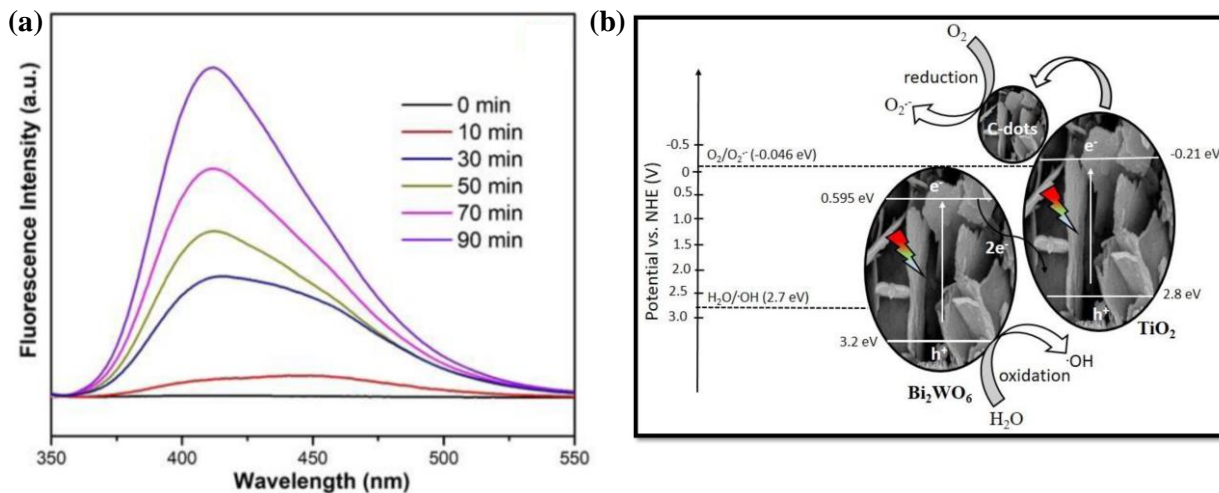 (a)
Fluorescence Intensity (a.u.)
0 min
10 min
30 min
50 min
70 min
90 min
350 400 450 500 550
Wavelength (nm)
(b)
O₂
reduction
O₂·⁻
C-dots
Potential vs. NHE (V)
-0.5
0
0.5
1.0
1.5
2.0
2.5
3.0
O₂/O₂·⁻ (-0.046 eV)
e⁻
-0.21 eV
e⁻
0.595 eV
2e⁻
H₂O/·OH (2.7 eV)
2.8 eV
h⁺
TiO₂
3.2 eV
h⁺
·OH
oxidation
Bi₂WO₆
H₂O